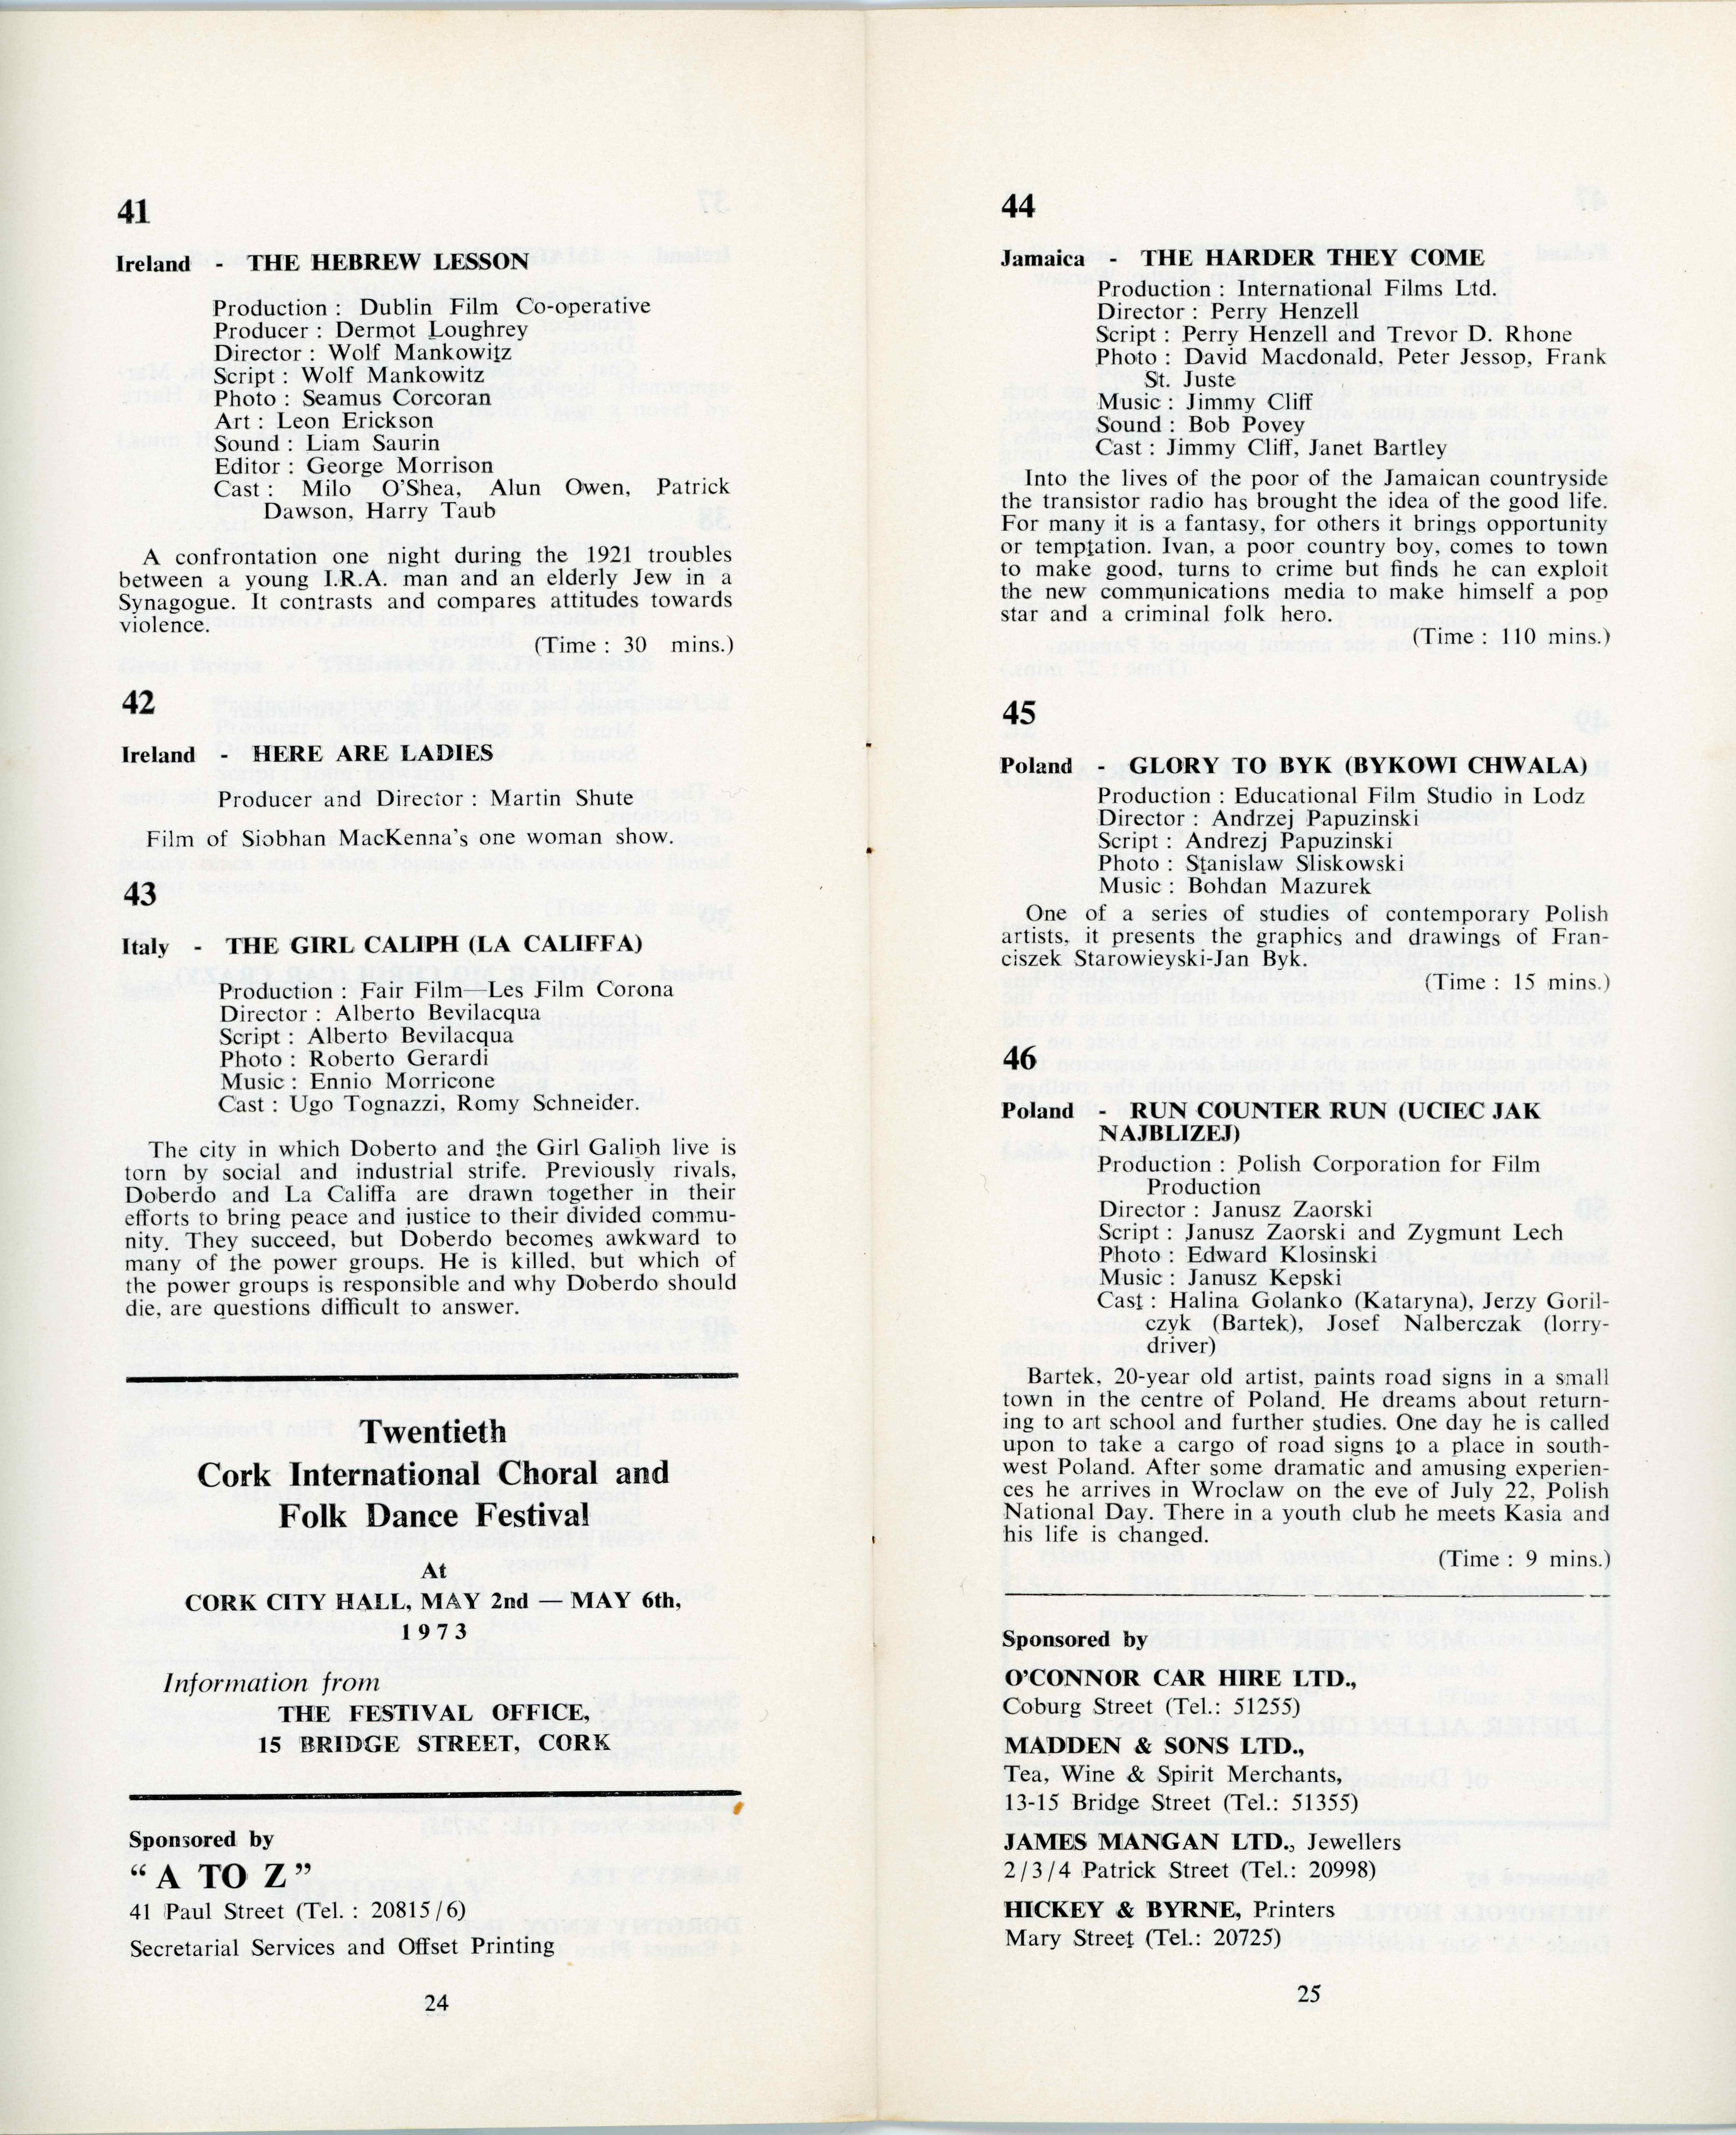 41
Ireland - THE HEBREW LESSON
Production : Dublin Film Co-operative
Producer : Dermot Loughrey
Director : Wolf Mankowitz
Script : Wolf Mankowitz
Photo : Seamus Corcoran
Art : Leon Erickson
Sound : Liam Saurin
Editor : George Morrison
Cast : Milo O'Shea, Alun Owen, Patrick
Dawson, Harry Taub
A confrontation one night during the 1921 troubles
between a young I.R.A. man and an elderly Jew in a
Synagogue. It contrasts and compares attitudes towards
violence.
(Time : 30 mins.)
42
Ireland - HERE ARE LADIES
Producer and Director : Martin Shute
Film of Siobhan MacKenna's one woman show.
43
Italy - THE GIRL CALIPH (LA CALIFFA)
Production : Fair Film—Les Film Corona
Director : Alberto Bevilacqua
Script : Alberto Bevilacqua
Photo : Roberto Gerardi
Music : Ennio Morricone
Cast : Ugo Tognazzi, Romy Schneider.
The city in which Doberto and the Girl Galiph live is
torn by social and industrial strife. Previously rivals,
Doberdo and La Califfa are drawn together in their
efforts to bring peace and justice to their divided commu-
nity. They succeed, but Doberdo becomes awkward to
many of the power groups. He is killed, but which of
the power groups is responsible and why Doberdo should
die, are questions difficult to answer.
Twentieth
Cork International Choral and
Folk Dance Festival
At
CORK CITY HALL, MAY 2nd — MAY 6th,
1973
Information from
THE FESTIVAL OFFICE,
15 BRIDGE STREET, CORK
Sponsored by
“A TO Z”
41 Paul Street (Tel. : 20815/6)
Secretarial Services and Offset Printing
24
44
Jamaica - THE HARDER THEY COME
Production : International Films Ltd.
Director : Perry Henzell
Script : Perry Henzell and Trevor D. Rhone
Photo : David Macdonald, Peter Jessop, Frank
St. Juste
Music : Jimmy Cliff
Sound : Bob Povey
Cast : Jimmy Cliff, Janet Bartley
Into the lives of the poor of the Jamaican countryside
the transistor radio has brought the idea of the good life.
For many it is a fantasy, for others it brings opportunity
or temptation. Ivan, a poor country boy, comes to town
to make good, turns to crime but finds he can exploit
the new communications media to make himself a pop
star and a criminal folk hero.
(Time : 110 mins.)
45
Poland - GLORY TO BYK (BYKOWI CHWALA)
Production : Educational Film Studio in Lodz
Director : Andrzej Papuzinski
Script : Andrezj Papuzinski
Photo : Stanislaw Sliskowski
Music : Bohdan Mazurek
One of a series of studies of contemporary Polish
artists, it presents the graphics and drawings of Fran-
ciszek Starowieyski-Jan Byk.
(Time : 15 mins.)
46
Poland - RUN COUNTER RUN (UCIEC JAK
NAJBLIZEJ)
Production : Polish Corporation for Film
Production
Director : Janusz Zaorski
Script : Janusz Zaorski and Zygmunt Lech
Photo : Edward Klosinski
Music : Janusz Kepski
Cast : Halina Golanko (Kataryna), Jerzy Goril-
czyk (Bartek), Josef Nalberczak (lorry-
driver)
Bartek, 20-year old artist, paints road signs in a small
town in the centre of Poland. He dreams about return-
ing to art school and further studies. One day he is called
upon to take a cargo of road signs to a place in south-
west Poland. After some dramatic and amusing experien-
ces he arrives in Wroclaw on the eve of July 22, Polish
National Day. There in a youth club he meets Kasia and
his life is changed.
(Time : 9 mins.)
Sponsored by
O'CONNOR CAR HIRE LTD.,
Coburg Street (Tel.: 51255)
MADDEN & SONS LTD.,
Tea, Wine & Spirit Merchants,
13-15 Bridge Street (Tel.: 51355)
JAMES MANGAN LTD., Jewellers
2/3/4 Patrick Street (Tel.: 20998)
HICKEY & BYRNE, Printers
Mary Street (Tel.: 20725)
25